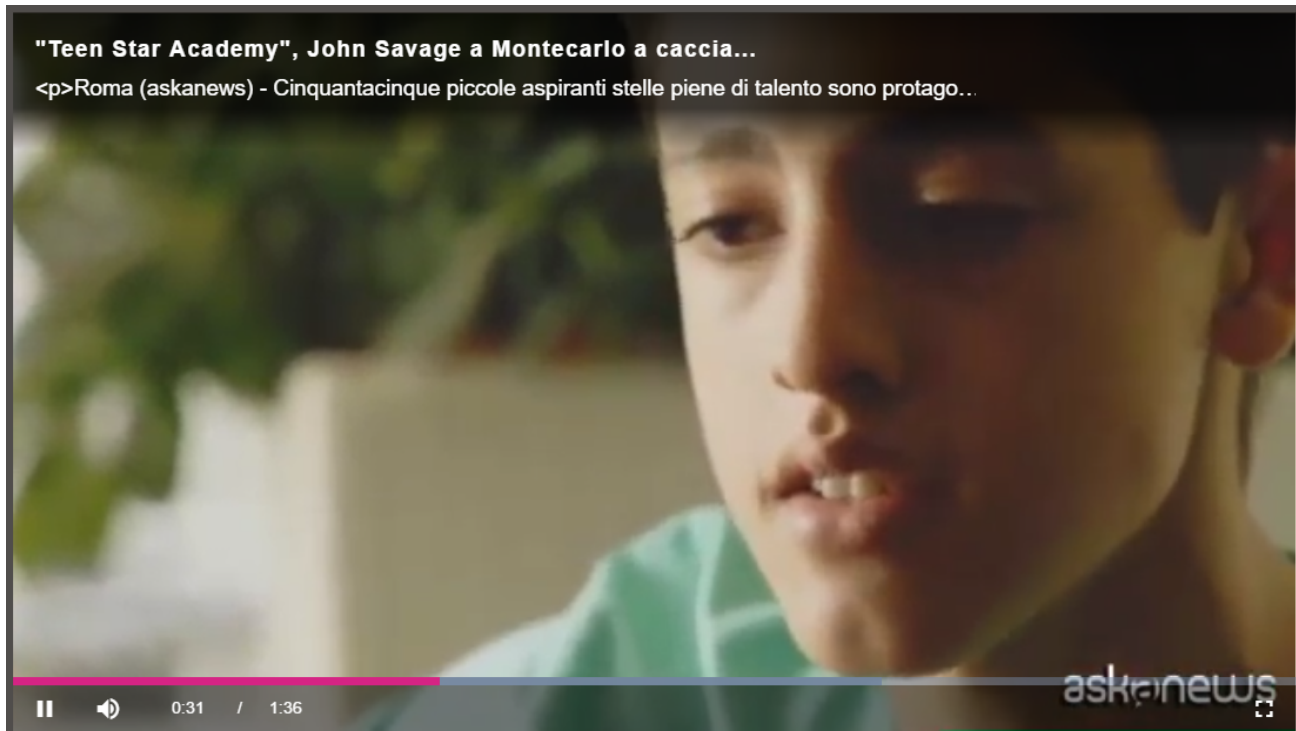 "Teen Star Academy", John Savage a Montecarlo a caccia...
<p>Roma (askanews) - Cinquantacinque piccole aspiranti stelle piene di talento sono protago...
askanews
0:31 / 1:36